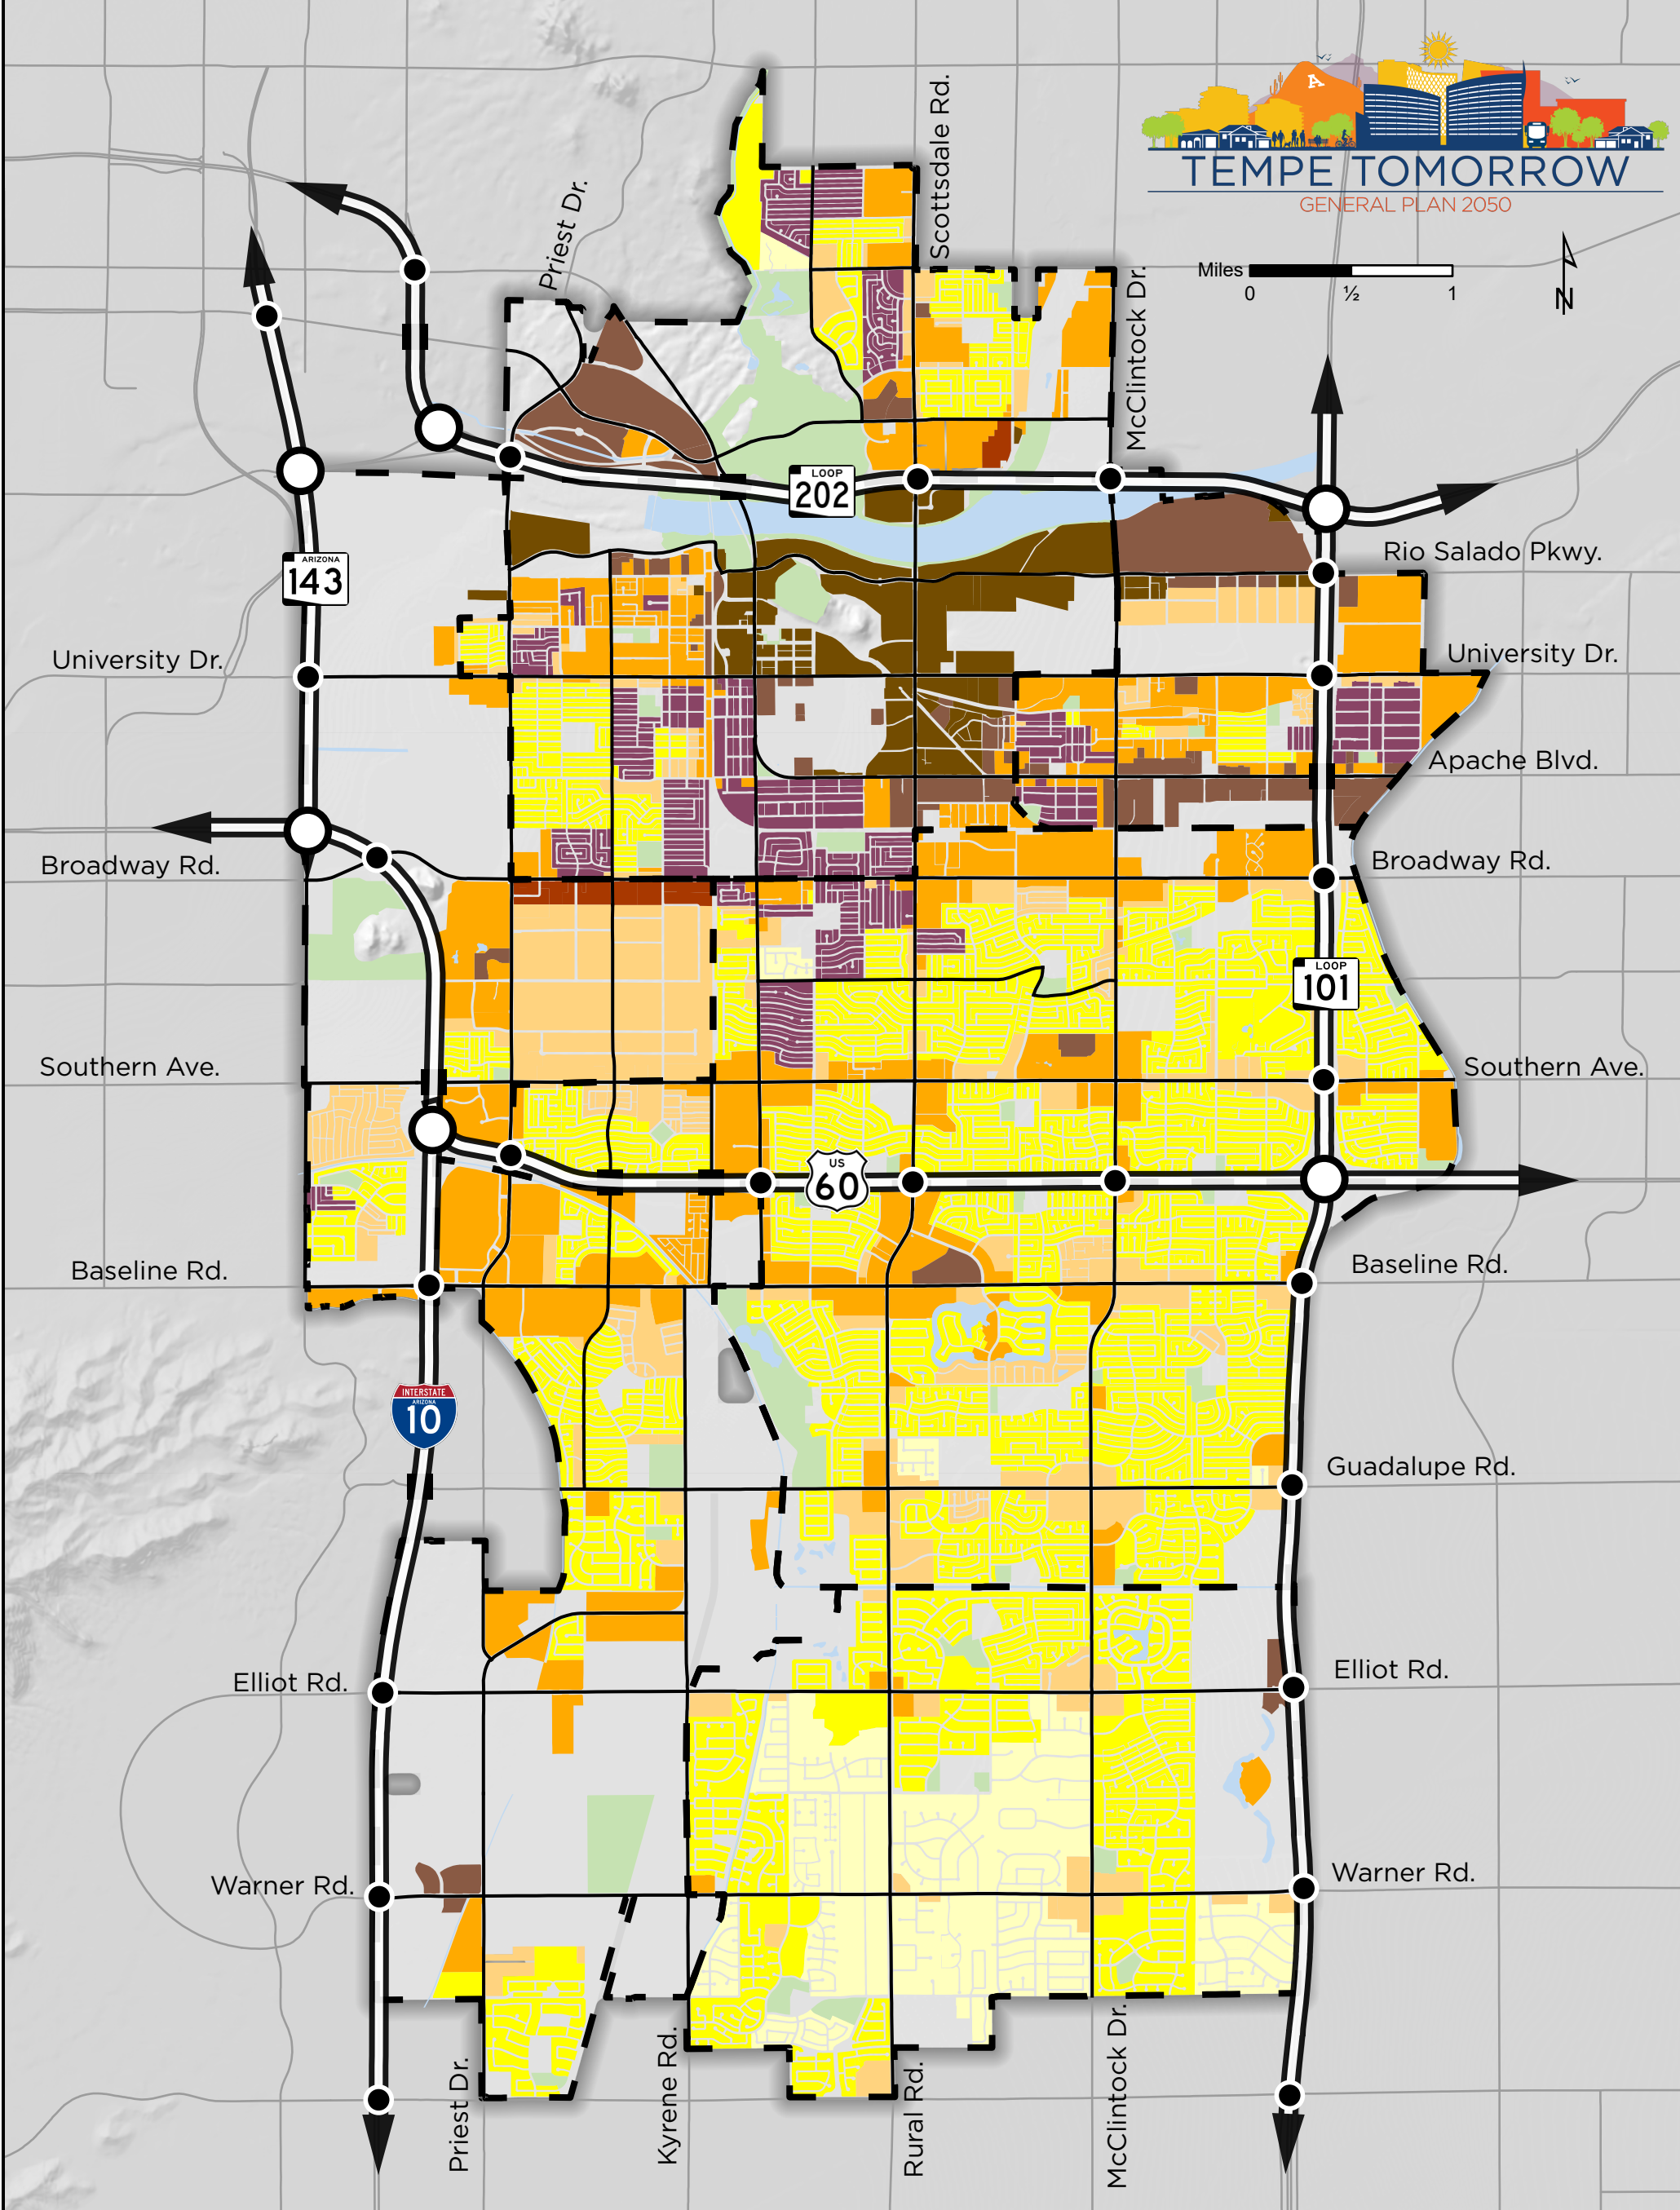 A
TEMPE TOMORROW
GENERAL PLAN 2050
Scottsdale Rd.
Priest Dr.
McClintock Dr.
Miles
0 ½ 1
N
LOOP
202
ARIZONA
143
Rio Salado Pkwy.
University Dr.
University Dr.
Apache Blvd.
Broadway Rd.
Broadway Rd.
LOOP
101
Southern Ave.
Southern Ave.
US
60
Baseline Rd.
Baseline Rd.
INTERSTATE
ARIZONA
10
Guadalupe Rd.
Elliot Rd.
Elliot Rd.
Warner Rd.
Warner Rd.
Priest Dr.
Kyrene Rd.
Rural Rd.
McClintock Dr.